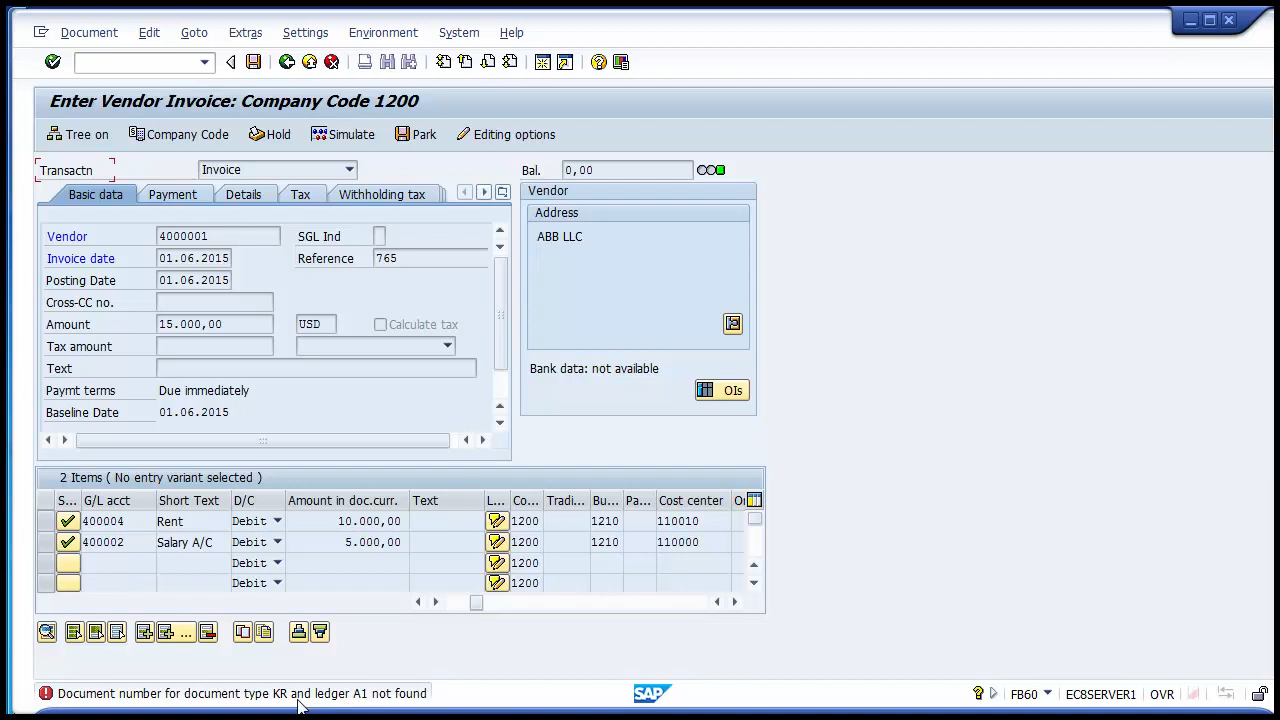 Document Edit Goto Extras Settings Environment System Help
Enter Vendor Invoice: Company Code 1200
Tree on Company Code Hold Simulate Park Editing options
Transactn Invoice Bal. 0,00
Basic data Payment Details Tax Withholding tax
Vendor 4000001 SGL Ind
Invoice date 01.06.2015 Reference 765
Posting Date 01.06.2015
Cross-CC no.
Amount 15.000,00 USD Calculate tax
Tax amount
Text
Paymt terms Due immediately
Baseline Date 01.06.2015
Vendor
Address
ABB LLC
Bank data: not available
OIs
2 Items ( No entry variant selected )
S... G/L acct Short Text D/C Amount in doc.curr. Text L... Co... Tradi... Bu... Pa... Cost center Or
400004 Rent Debit 10.000,00 1200 1210 110010
400002 Salary A/C Debit 5.000,00 1200 1210 110000
Debit 1200
Debit 1200
...
Document number for document type KR and ledger A1 not found SAP FB60 EC8SERVER1 OVR